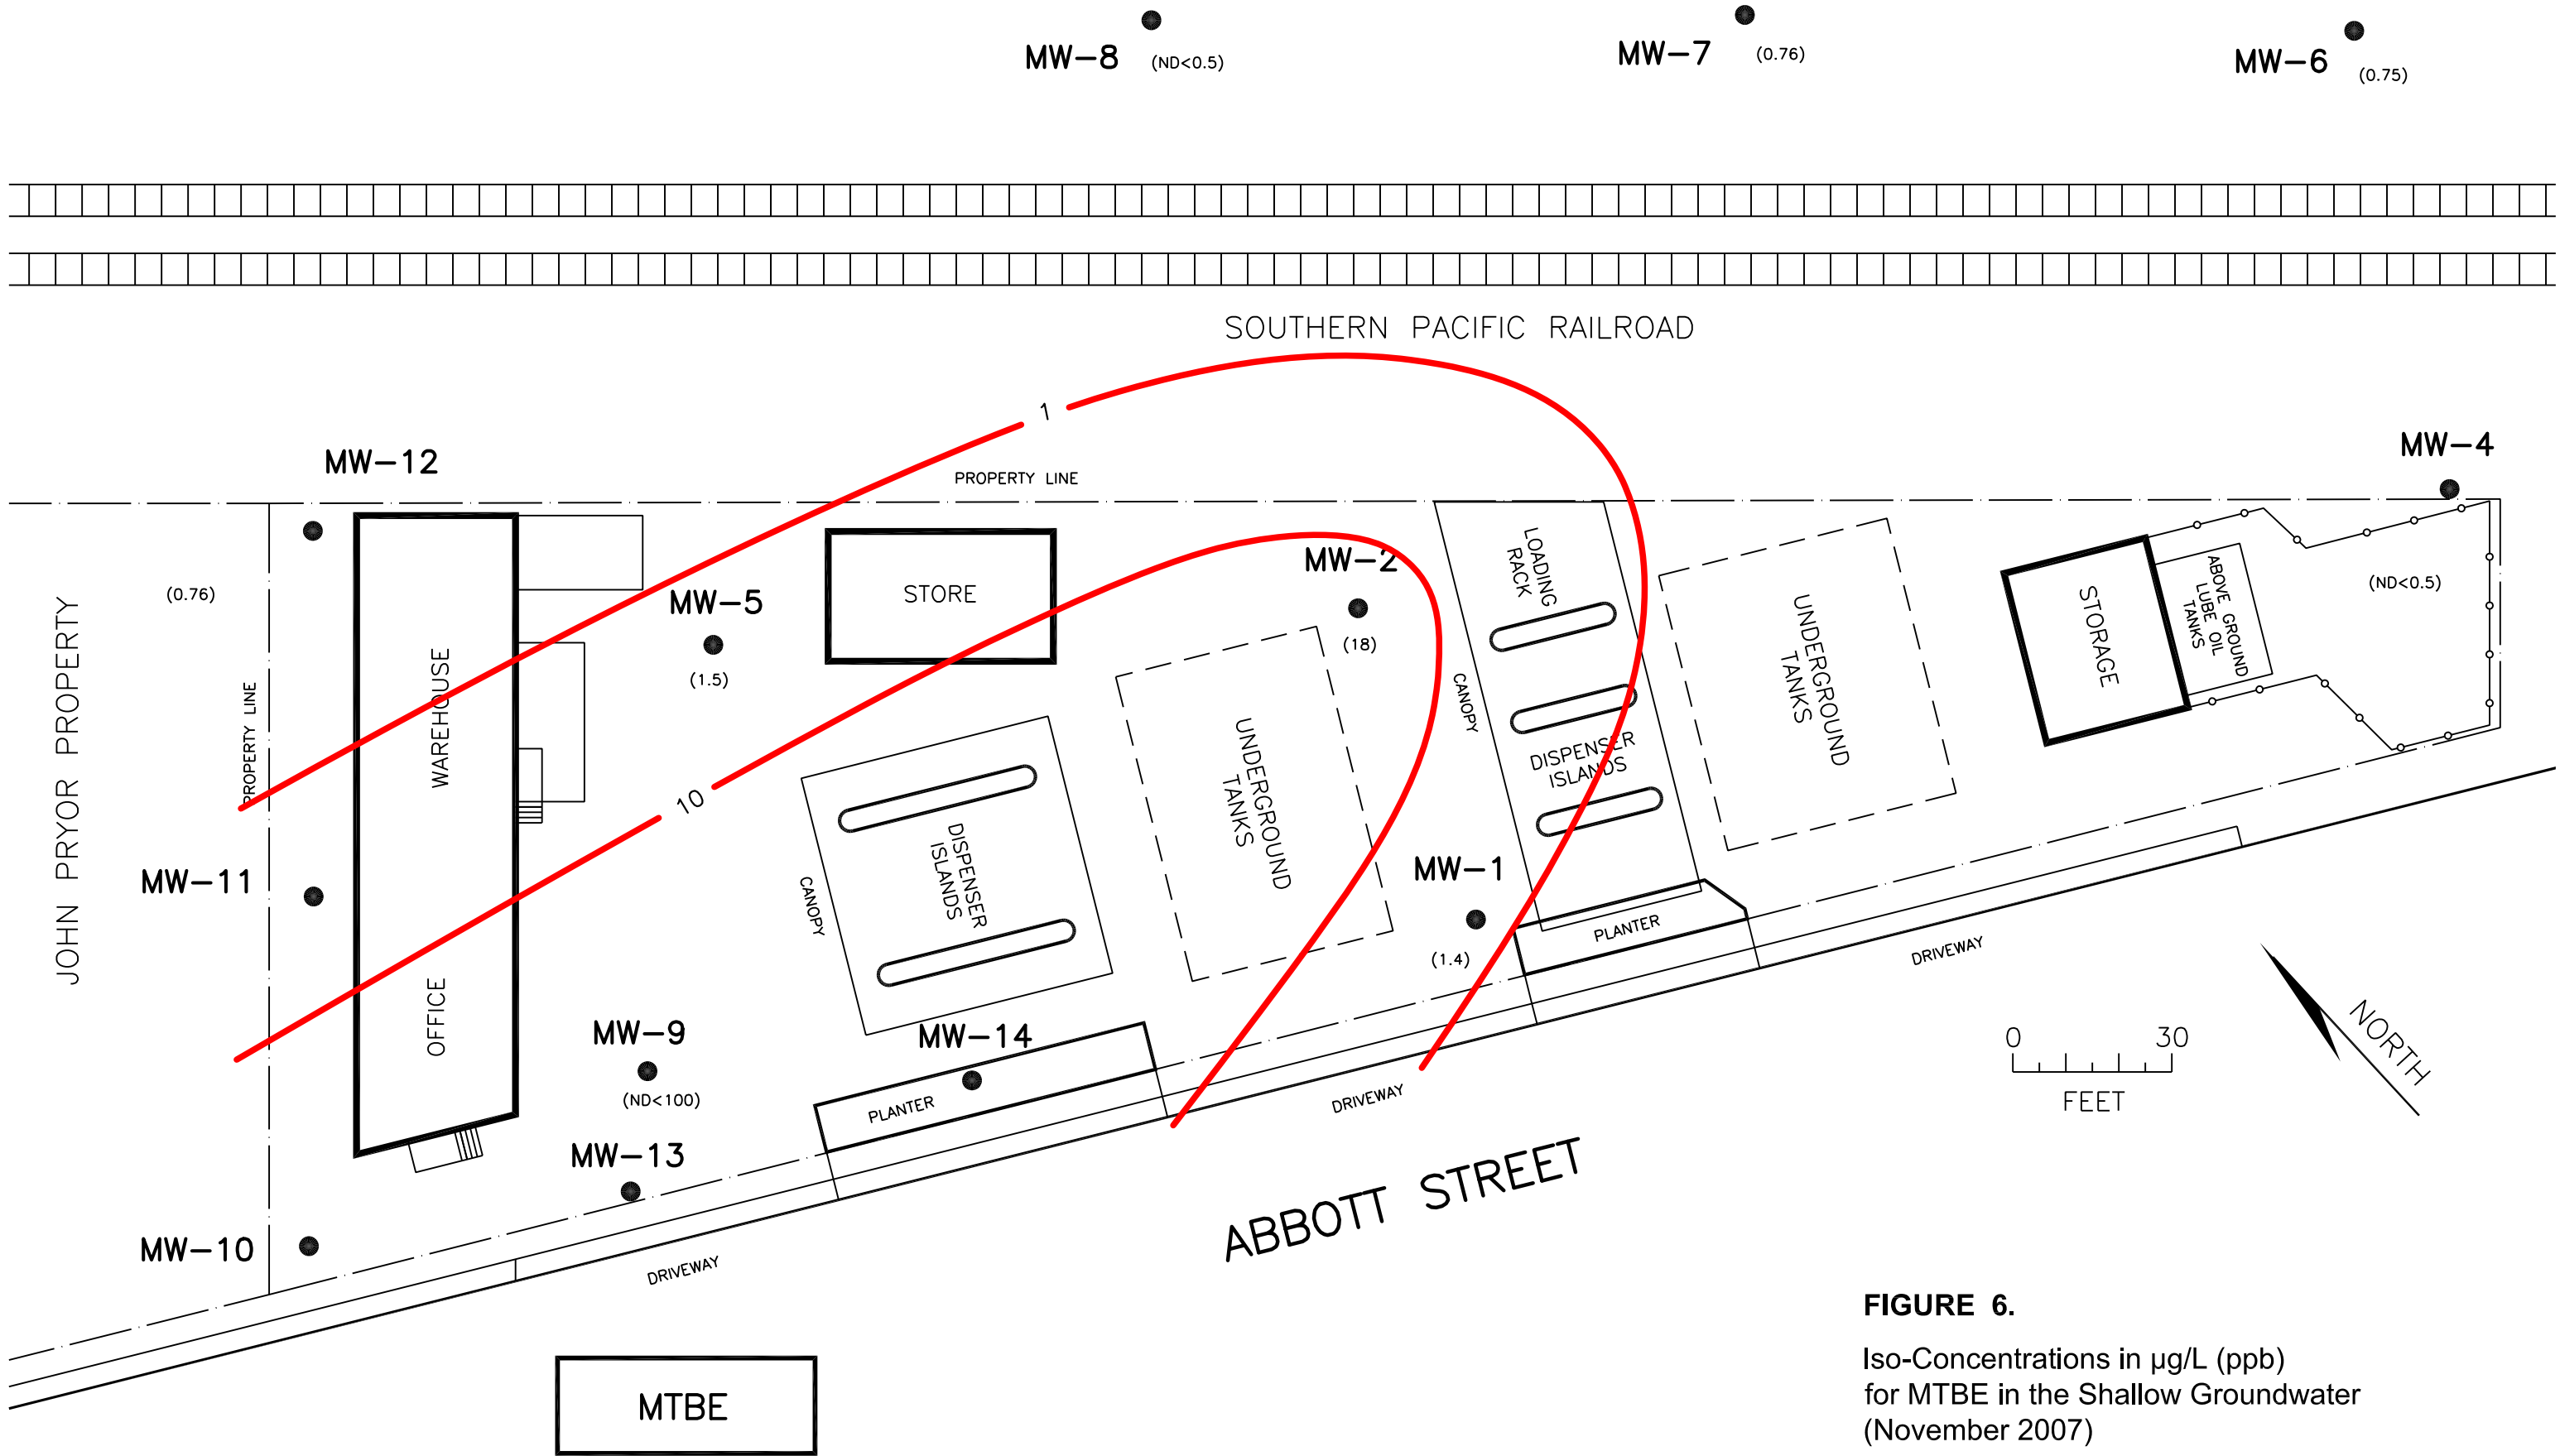 MW-8 (ND<0.5)
MW-7 (0.76)
MW-6 (0.75)
SOUTHERN PACIFIC RAILROAD
1
MW-12
PROPERTY LINE
MW-4
(0.76)
MW-5
(1.5)
STORE
MW-2
(18)
LOADING
RACK
CANOPY
DISPENSER
ISLANDS
UNDERGROUND
TANKS
STORAGE
ABOVE GROUND
LUBE OIL
TANKS
(ND<0.5)
JOHN PRYOR PROPERTY
PROPERTY LINE
WAREHOUSE
OFFICE
10
CANOPY
DISPENSER
ISLANDS
UNDERGROUND
TANKS
MW-11
MW-1
(1.4)
PLANTER
DRIVEWAY
MW-9
(ND<100)
MW-14
PLANTER
DRIVEWAY
MW-13
MW-10
DRIVEWAY
ABBOTT STREET
0 30
FEET
NORTH
MTBE
FIGURE 6.
Iso-Concentrations in µg/L (ppb)
for MTBE in the Shallow Groundwater
(November 2007)